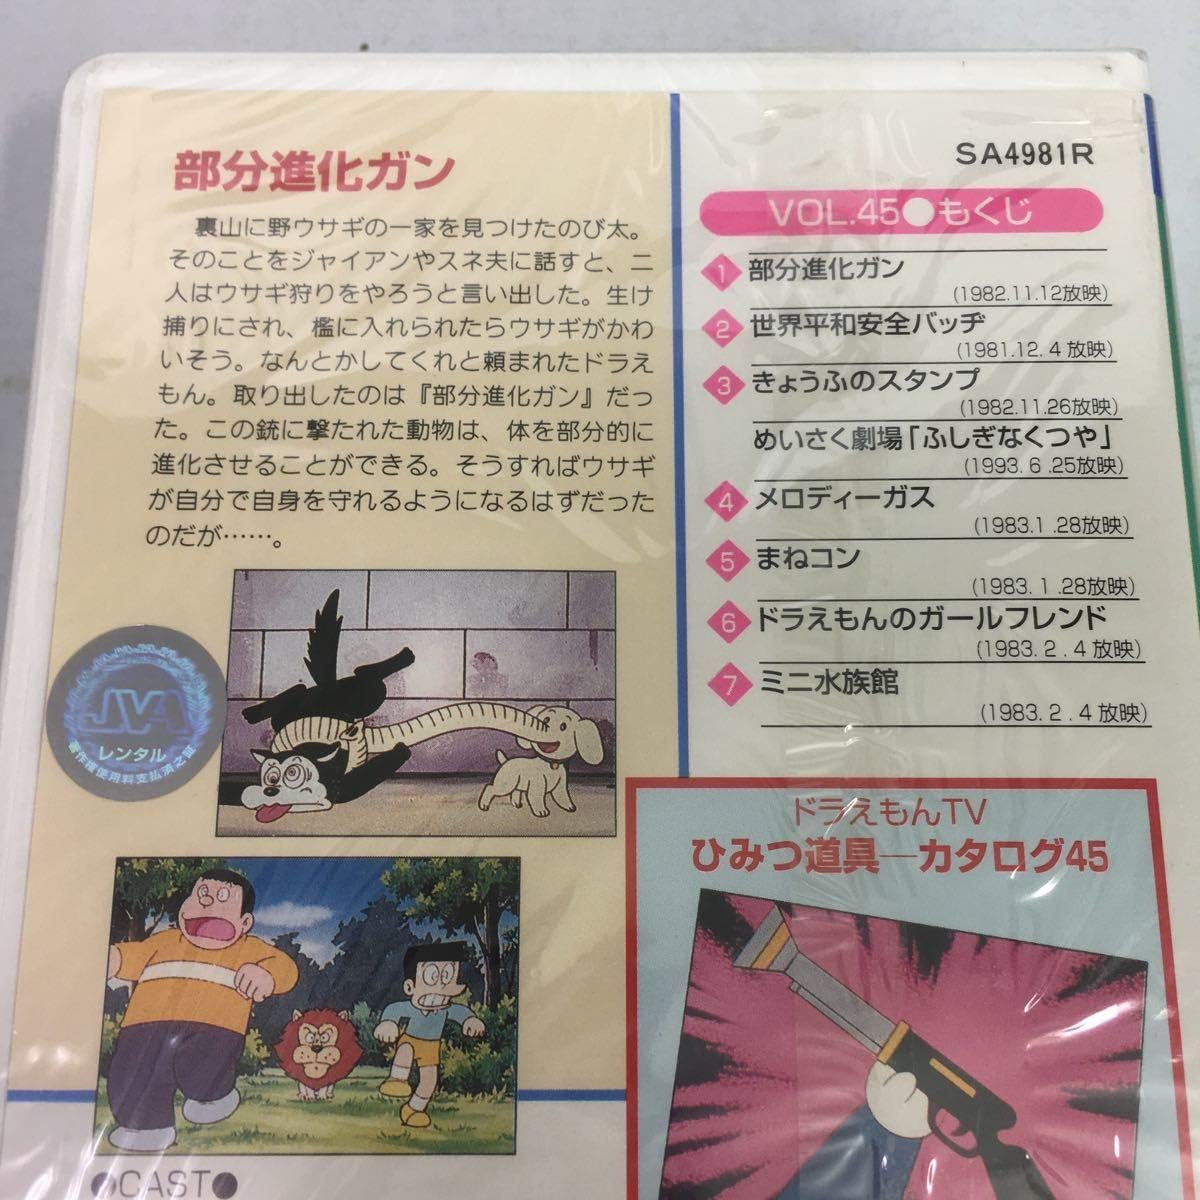 部分進化ガン
裏山に野ウサギの一家を見つけたのび太。
そのことをジャイアンやスネ夫に話すと、二
人はウサギ狩りをやろうと言い出した。生け
捕りにされ、檻に入れられたらウサギがかわ
いそう。なんとかしてくれと頼まれたドラえ
もん。取り出したのは『部分進化ガン』だっ
た。この銃に撃たれた動物は、体を部分的に
進化させることができる。そうすればウサギ
が自分で自身を守れるようになるはずだった
のだが……。
JVA
レンタル
著作権使用料支払済之証
●CAST●
SA4981R
VOL.45●もくじ
1 部分進化ガン
(1982.11.12放映)
2 世界平和安全バッヂ
(1981.12.4放映)
3 きょうふのスタンプ
(1982.11.26放映)
めいさく劇場「ふしぎなくつや」
(1993.6.25放映)
4 メロディーガス
(1983.1.28放映)
5 まねコン
(1983.1.28放映)
6 ドラえもんのガールフレンド
(1983.2.4放映)
7 ミニ水族館
(1983.2.4放映)
ドラえもんTV
ひみつ道具―カタログ45